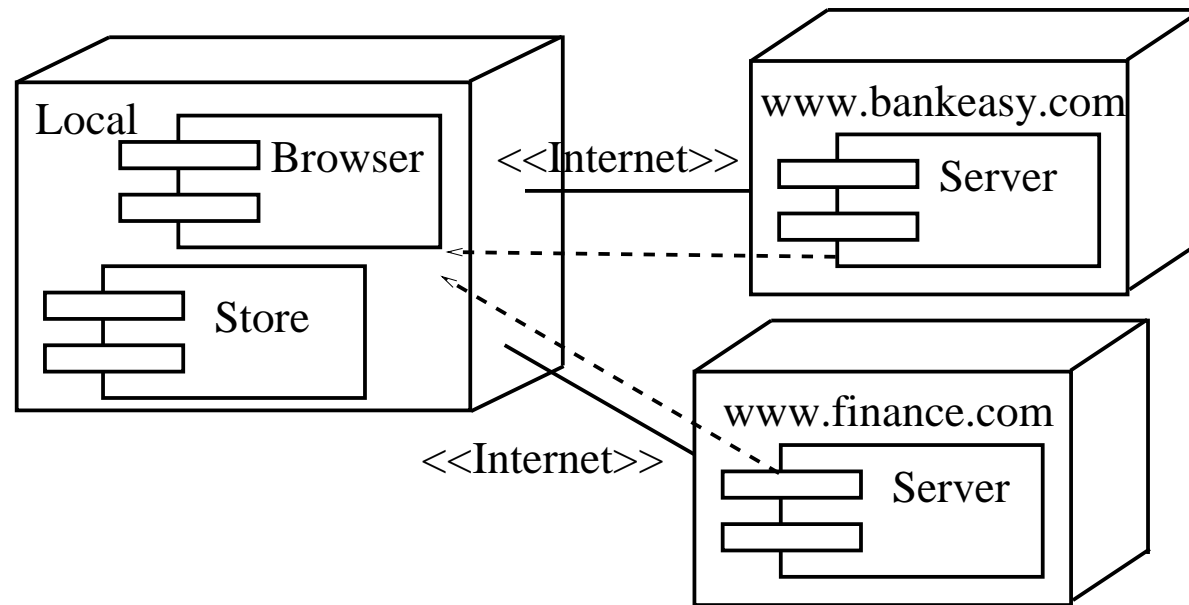 Local
Browser
Store
<<Internet>>
<<Internet>>
www.bankeasy.com
Server
www.finance.com
Server